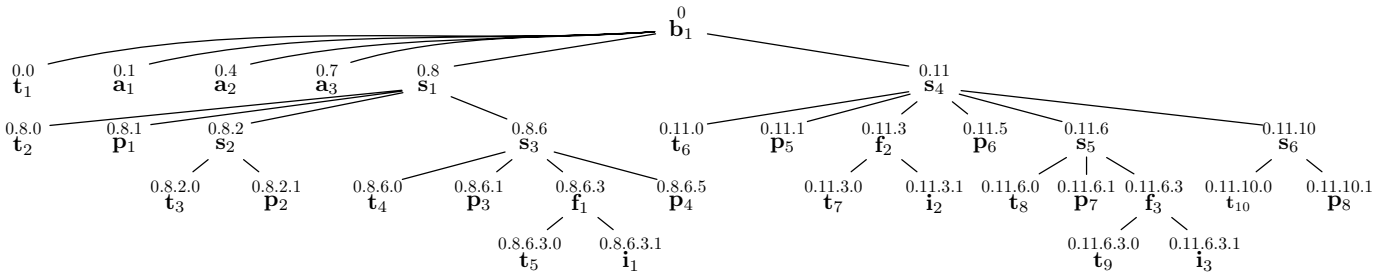 0
b₁
0.0 0.1 0.4 0.7 0.8 0.11
t₁ a₁ a₂ a₃ s₁ s₄
0.8.0 0.8.1 0.8.2 0.8.6 0.11.0 0.11.1 0.11.3 0.11.5 0.11.6 0.11.10
t₂ p₁ s₂ s₃ t₆ p₅ f₂ p₆ s₅ s₆
0.8.2.0 0.8.2.1 0.8.6.0 0.8.6.1 0.8.6.3 0.8.6.5 0.11.3.0 0.11.3.1 0.11.6.0 0.11.6.1 0.11.6.3 0.11.10.0 0.11.10.1
t₃ p₂ t₄ p₃ f₁ p₄ t₇ i₂ t₈ p₇ f₃ t₁₀ p₈
0.8.6.3.0 0.8.6.3.1 0.11.6.3.0 0.11.6.3.1
t₅ i₁ t₉ i₃